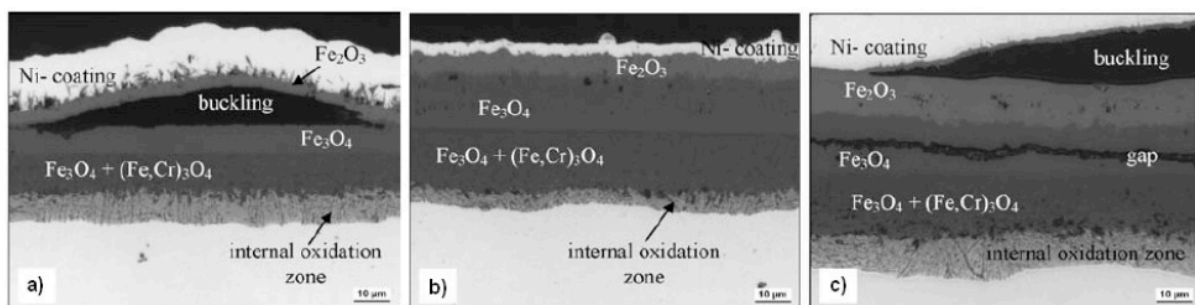 Ni- coating
Fe₂O₃
buckling
Fe₃O₄
Fe₃O₄ + (Fe,Cr)₃O₄
internal oxidation
zone
a)
10 µm
Ni- coating
Fe₂O₃
Fe₃O₄
Fe₃O₄ + (Fe,Cr)₃O₄
internal oxidation
zone
b)
10 µm
Ni- coating
buckling
Fe₂O₃
Fe₃O₄
gap
Fe₃O₄ + (Fe,Cr)₃O₄
internal oxidation zone
c)
10 µm